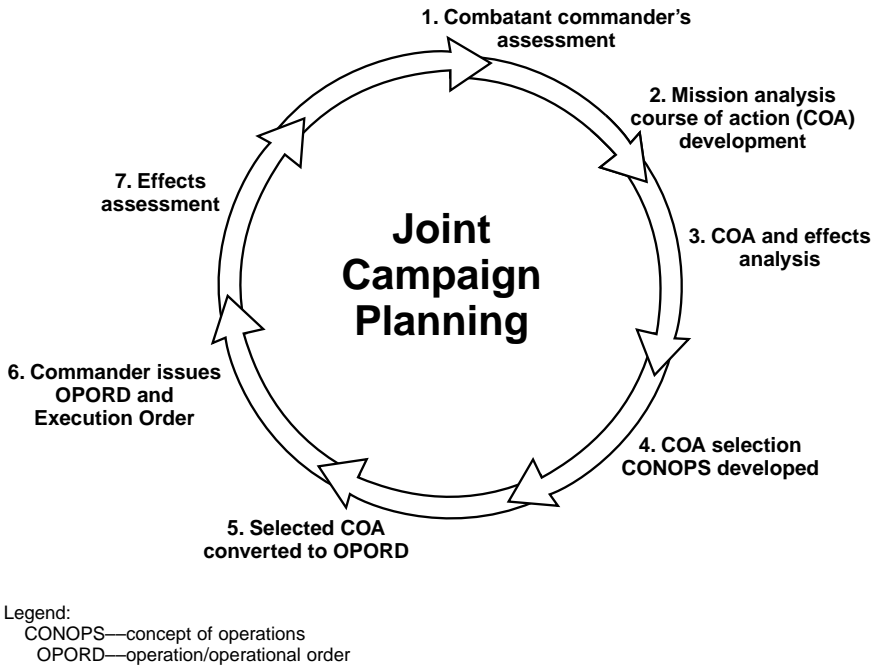 1. Combatant commander's
assessment
2. Mission analysis
course of action (COA)
development
3. COA and effects
analysis
4. COA selection
CONOPS developed
5. Selected COA
converted to OPORD
6. Commander issues
OPORD and
Execution Order
7. Effects
assessment
Joint
Campaign
Planning
Legend:
CONOPS—concept of operations
OPORD—operation/operational order